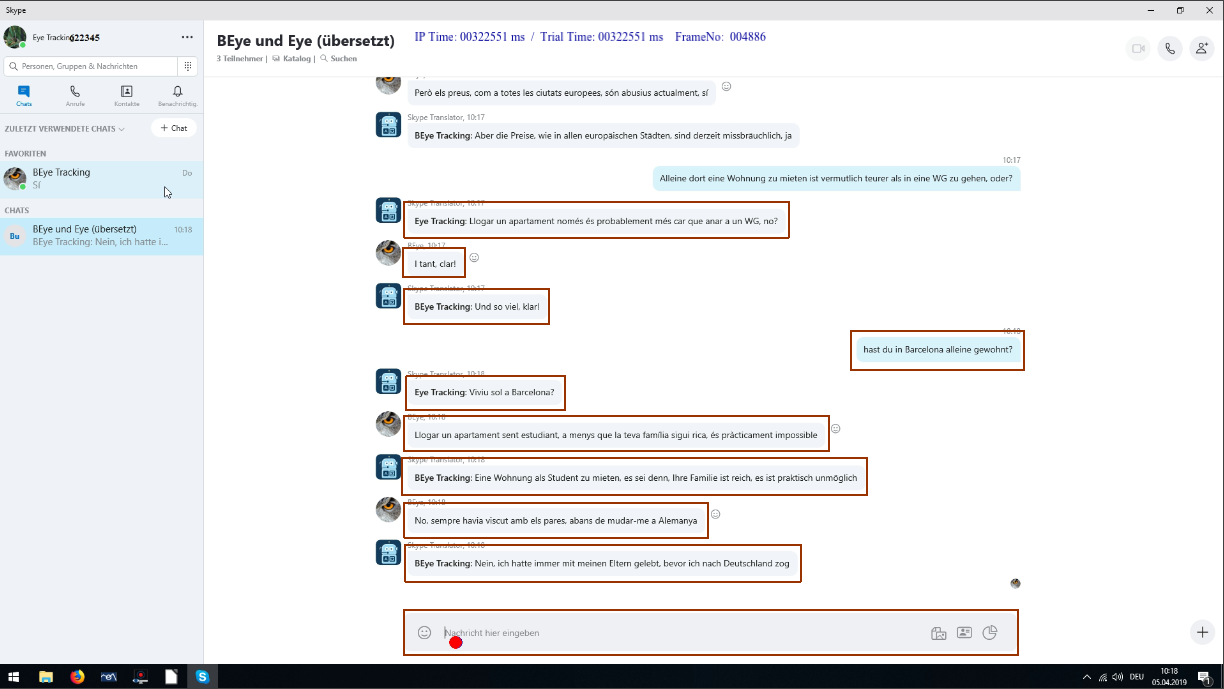 Skype
Eye Tracking622345
Personen, Gruppen & Nachrichten
Chats
Anrufe
Kontakte
Benachrichtig.
ZULETZT VERWENDETE CHATS
+ Chat
FAVORITEN
BEye Tracking
Do
Sí
CHATS
Bu
BEye und Eye (übersetzt)
10:18
BEye Tracking: Nein, ich hatte i...
BEye und Eye (übersetzt)
IP Time: 00322551 ms / Trial Time: 00322551 ms FrameNo: 004886
3 Teilnehmer | Katalog | Suchen
Però els preus, com a totes les ciutats europees, són abusius actualment, sí
Skype Translator, 10:17
BEye Tracking: Aber die Preise, wie in allen europäischen Städten, sind derzeit missbräuchlich, ja
10:17
Alleine dort eine Wohnung zu mieten ist vermutlich teurer als in eine WG zu gehen, oder?
Skype Translator, 10:17
Eye Tracking: Llogar un apartament només és probablement més car que anar a un WG, no?
BEye, 10:17
I tant, clar!
Skype Translator, 10:17
BEye Tracking: Und so viel, klar!
10:18
hast du in Barcelona alleine gewohnt?
Skype Translator, 10:18
Eye Tracking: Viviu sol a Barcelona?
BEye, 10:18
Llogar un apartament sent estudiant, a menys que la teva família sigui rica, és pràcticament impossible
Skype Translator, 10:18
BEye Tracking: Eine Wohnung als Student zu mieten, es sei denn, Ihre Familie ist reich, es ist praktisch unmöglich
BEye, 10:18
No, sempre havia viscut amb els pares, abans de mudar-me a Alemanya
Skype Translator, 10:18
BEye Tracking: Nein, ich hatte immer mit meinen Eltern gelebt, bevor ich nach Deutschland zog
Nachricht hier eingeben
DEU
10:18
05.04.2019
1